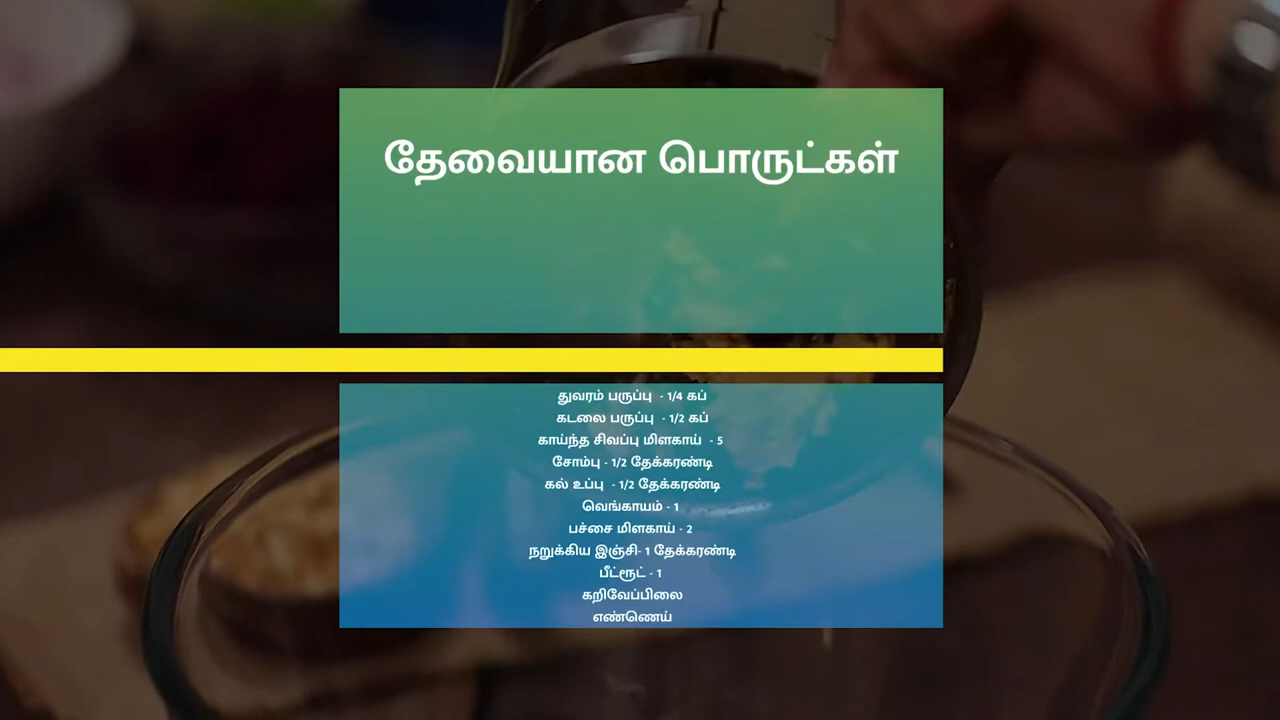 தேவையான பொருட்கள்
துவரம் பருப்பு - 1/4 கப்
கடலை பருப்பு - 1/2 கப்
காய்ந்த சிவப்பு மிளகாய் - 5
சோம்பு - 1/2 தேக்கரண்டி
கல் உப்பு - 1/2 தேக்கரண்டி
வெங்காயம் - 1
பச்சை மிளகாய் - 2
நறுக்கிய இஞ்சி- 1 தேக்கரண்டி
பீட்ரூட் - 1
கறிவேப்பிலை
எண்ணெய்